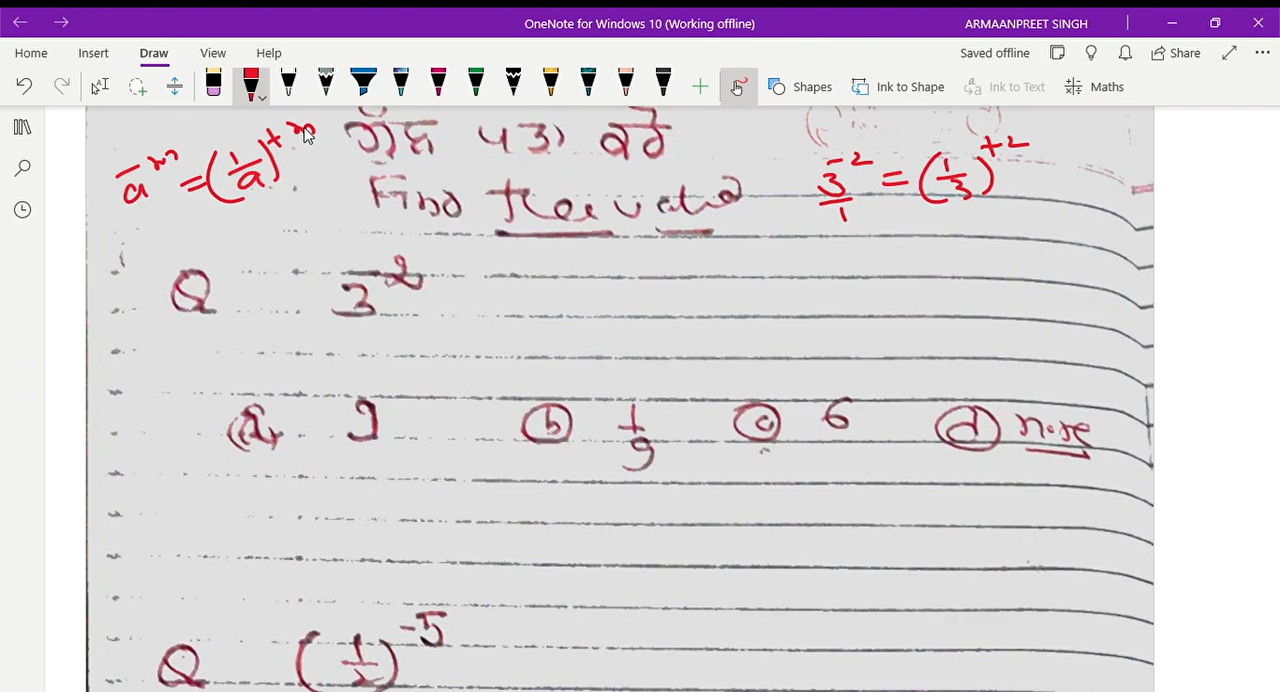 OneNote for Windows 10 (Working offline)
ARMAANPREET SINGH
Home Insert Draw View Help
Saved offline Share
Shapes Ink to Shape Ink to Text Maths
ਪਤਾ ਕਰੋ
a^-m = (1/a)^+m
3^-2/1 = (1/3)^+2
Find
Q 3^-2
9 (b) 1/9 (c) 6 (d) none
Q (1/2)^-5